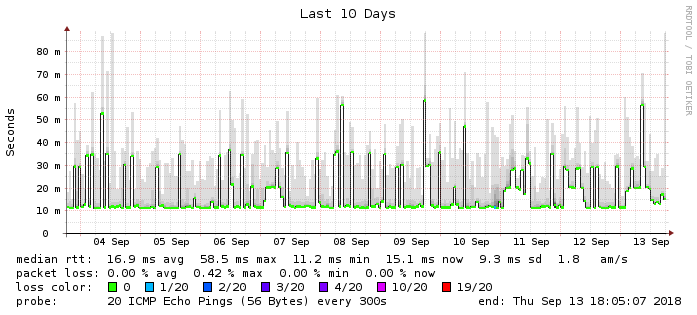 Last 10 Days
RRDTOOL / TOBI OETIKER
Seconds
80 m
70 m
60 m
50 m
40 m
30 m
20 m
10 m
0
04 Sep 05 Sep 06 Sep 07 Sep 08 Sep 09 Sep 10 Sep 11 Sep 12 Sep 13 Sep
median rtt: 16.9 ms avg 58.5 ms max 11.2 ms min 15.1 ms now 9.3 ms sd 1.8 am/s
packet loss: 0.00 % avg 0.42 % max 0.00 % min 0.00 % now
loss color: 0 1/20 2/20 3/20 4/20 10/20 19/20
probe: 20 ICMP Echo Pings (56 Bytes) every 300s end: Thu Sep 13 18:05:07 2018